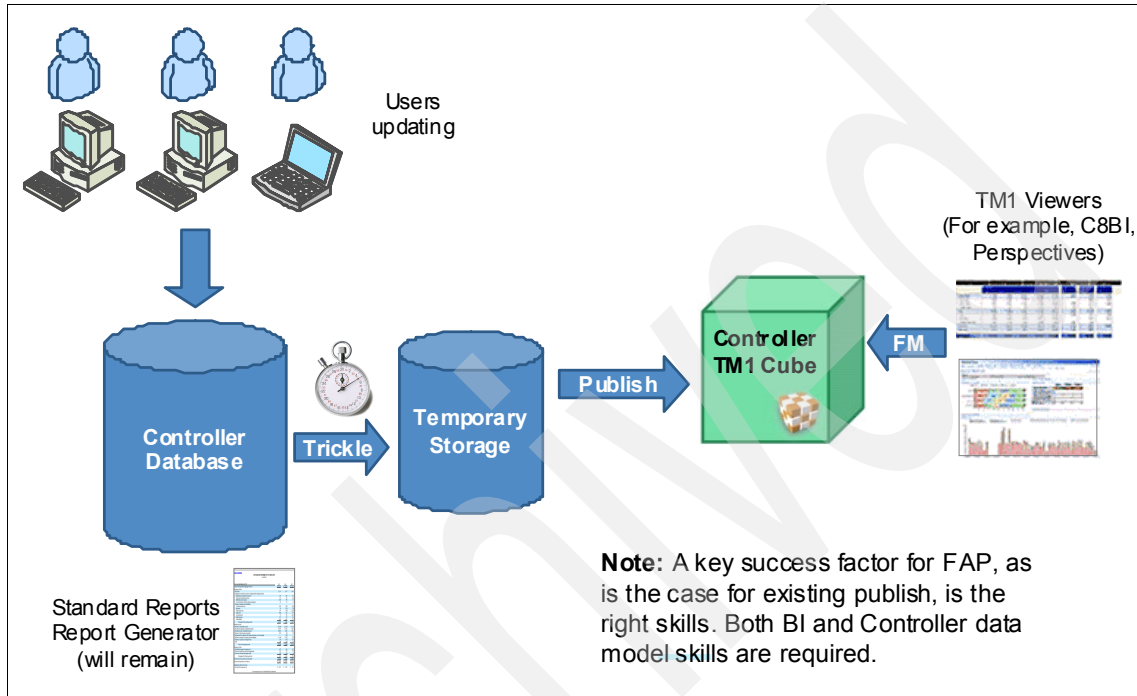 Users
updating
TM1 Viewers
(For example, C8BI,
Perspectives)
Controller
TM1 Cube
FM
Publish
Temporary
Storage
Controller
Database
Trickle
Standard Reports
Report Generator
(will remain)
Note: A key success factor for FAP, as
is the case for existing publish, is the
right skills. Both BI and Controller data
model skills are required.